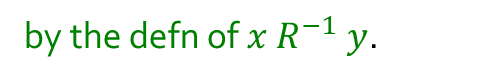 by the defn of x R⁻¹ y.